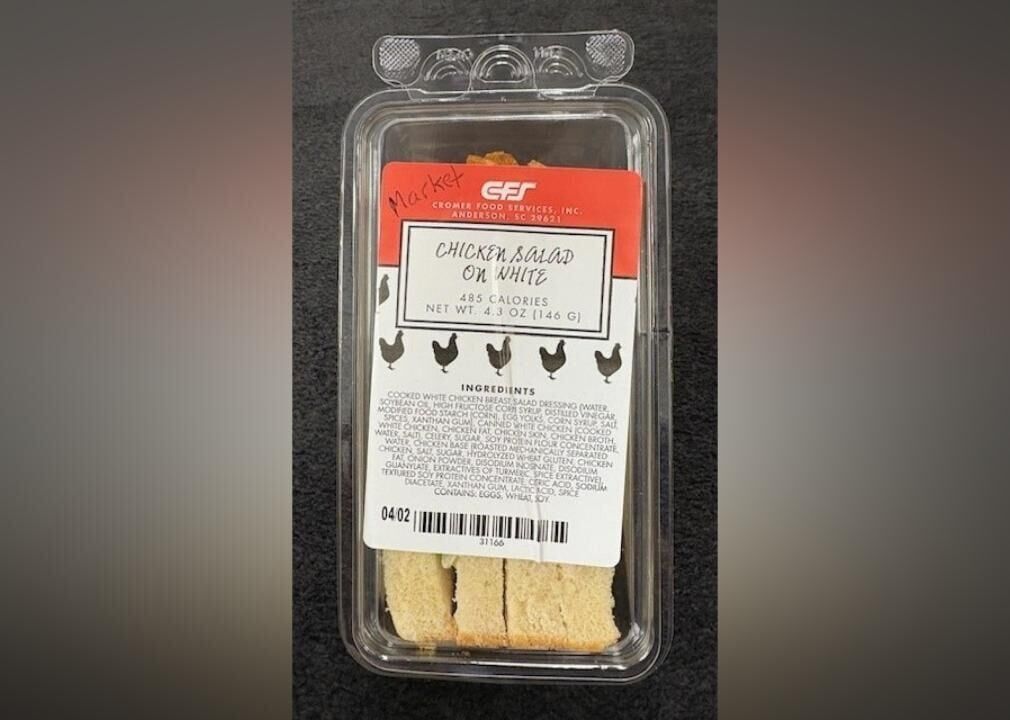 Market
CFS
CROMER FOOD SERVICES, INC.
ANDERSON, SC 29621
CHICKEN SALAD
ON WHITE
485 CALORIES
NET WT. 4.3 OZ (146 G)
INGREDIENTS
COOKED WHITE CHICKEN BREAST SALAD DRESSING (WATER,
SOYBEAN OIL, HIGH FRUCTOSE CORN SYRUP, DISTILLED VINEGAR,
MODIFIED FOOD STARCH (CORN), EGG YOLKS, CORN SYRUP, SALT,
SPICES, XANTHAN GUM), CANNED WHITE CHICKEN (COOKED
WHITE CHICKEN, CHICKEN FAT, CHICKEN SKIN, CHICKEN BROTH,
WATER, SALT), CELERY, SUGAR, SOY PROTEIN FLOUR CONCENTRATE,
WATER, CHICKEN BASE (ROASTED MECHANICALLY SEPARATED
CHICKEN, SALT, SUGAR, HYDROLYZED WHEAT GLUTEN, CHICKEN
FAT, ONION POWDER, DISODIUM INOSINATE, DISODIUM
GUANYLATE, EXTRACTIVES OF TURMERIC, SPICE EXTRACTIVE),
TEXTURED SOY PROTEIN CONCENTRATE, CITRIC ACID, SODIUM
DIACETATE, XANTHAN GUM, LACTIC ACID, SPICE
CONTAINS: EGGS, WHEAT, SOY.
04/02
31166